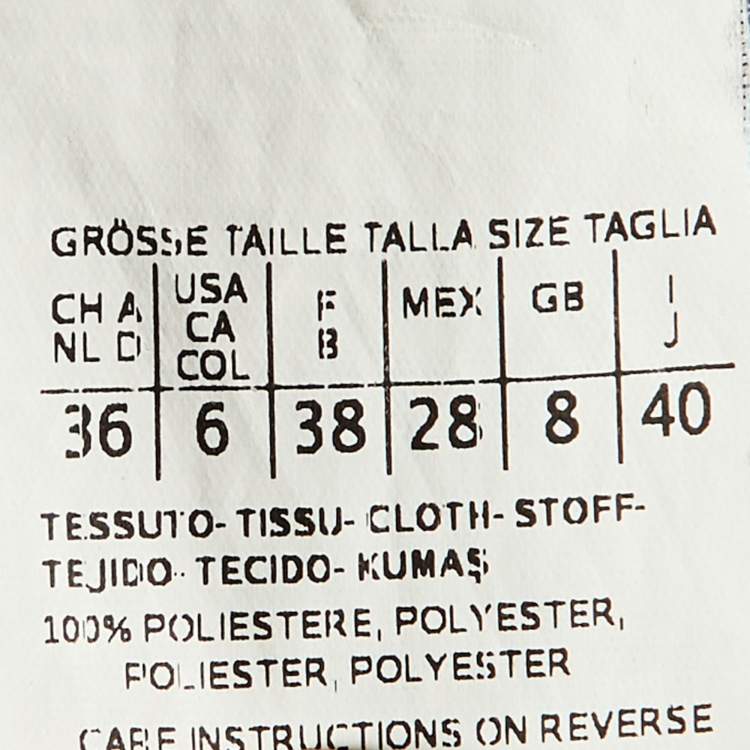 GRÖSSE TAILLE TALLA SIZE TAGLIA
CH A USA F MEX GB I
NL D CA B J
COL
36 6 38 28 8 40
TESSUTO- TISSU- CLOTH- STOFF-
TEJIDO- TECIDO- KUMAŞ
100% POLIESTERE, POLYESTER,
POLIESTER, POLYESTER
CARE INSTRUCTIONS ON REVERSE